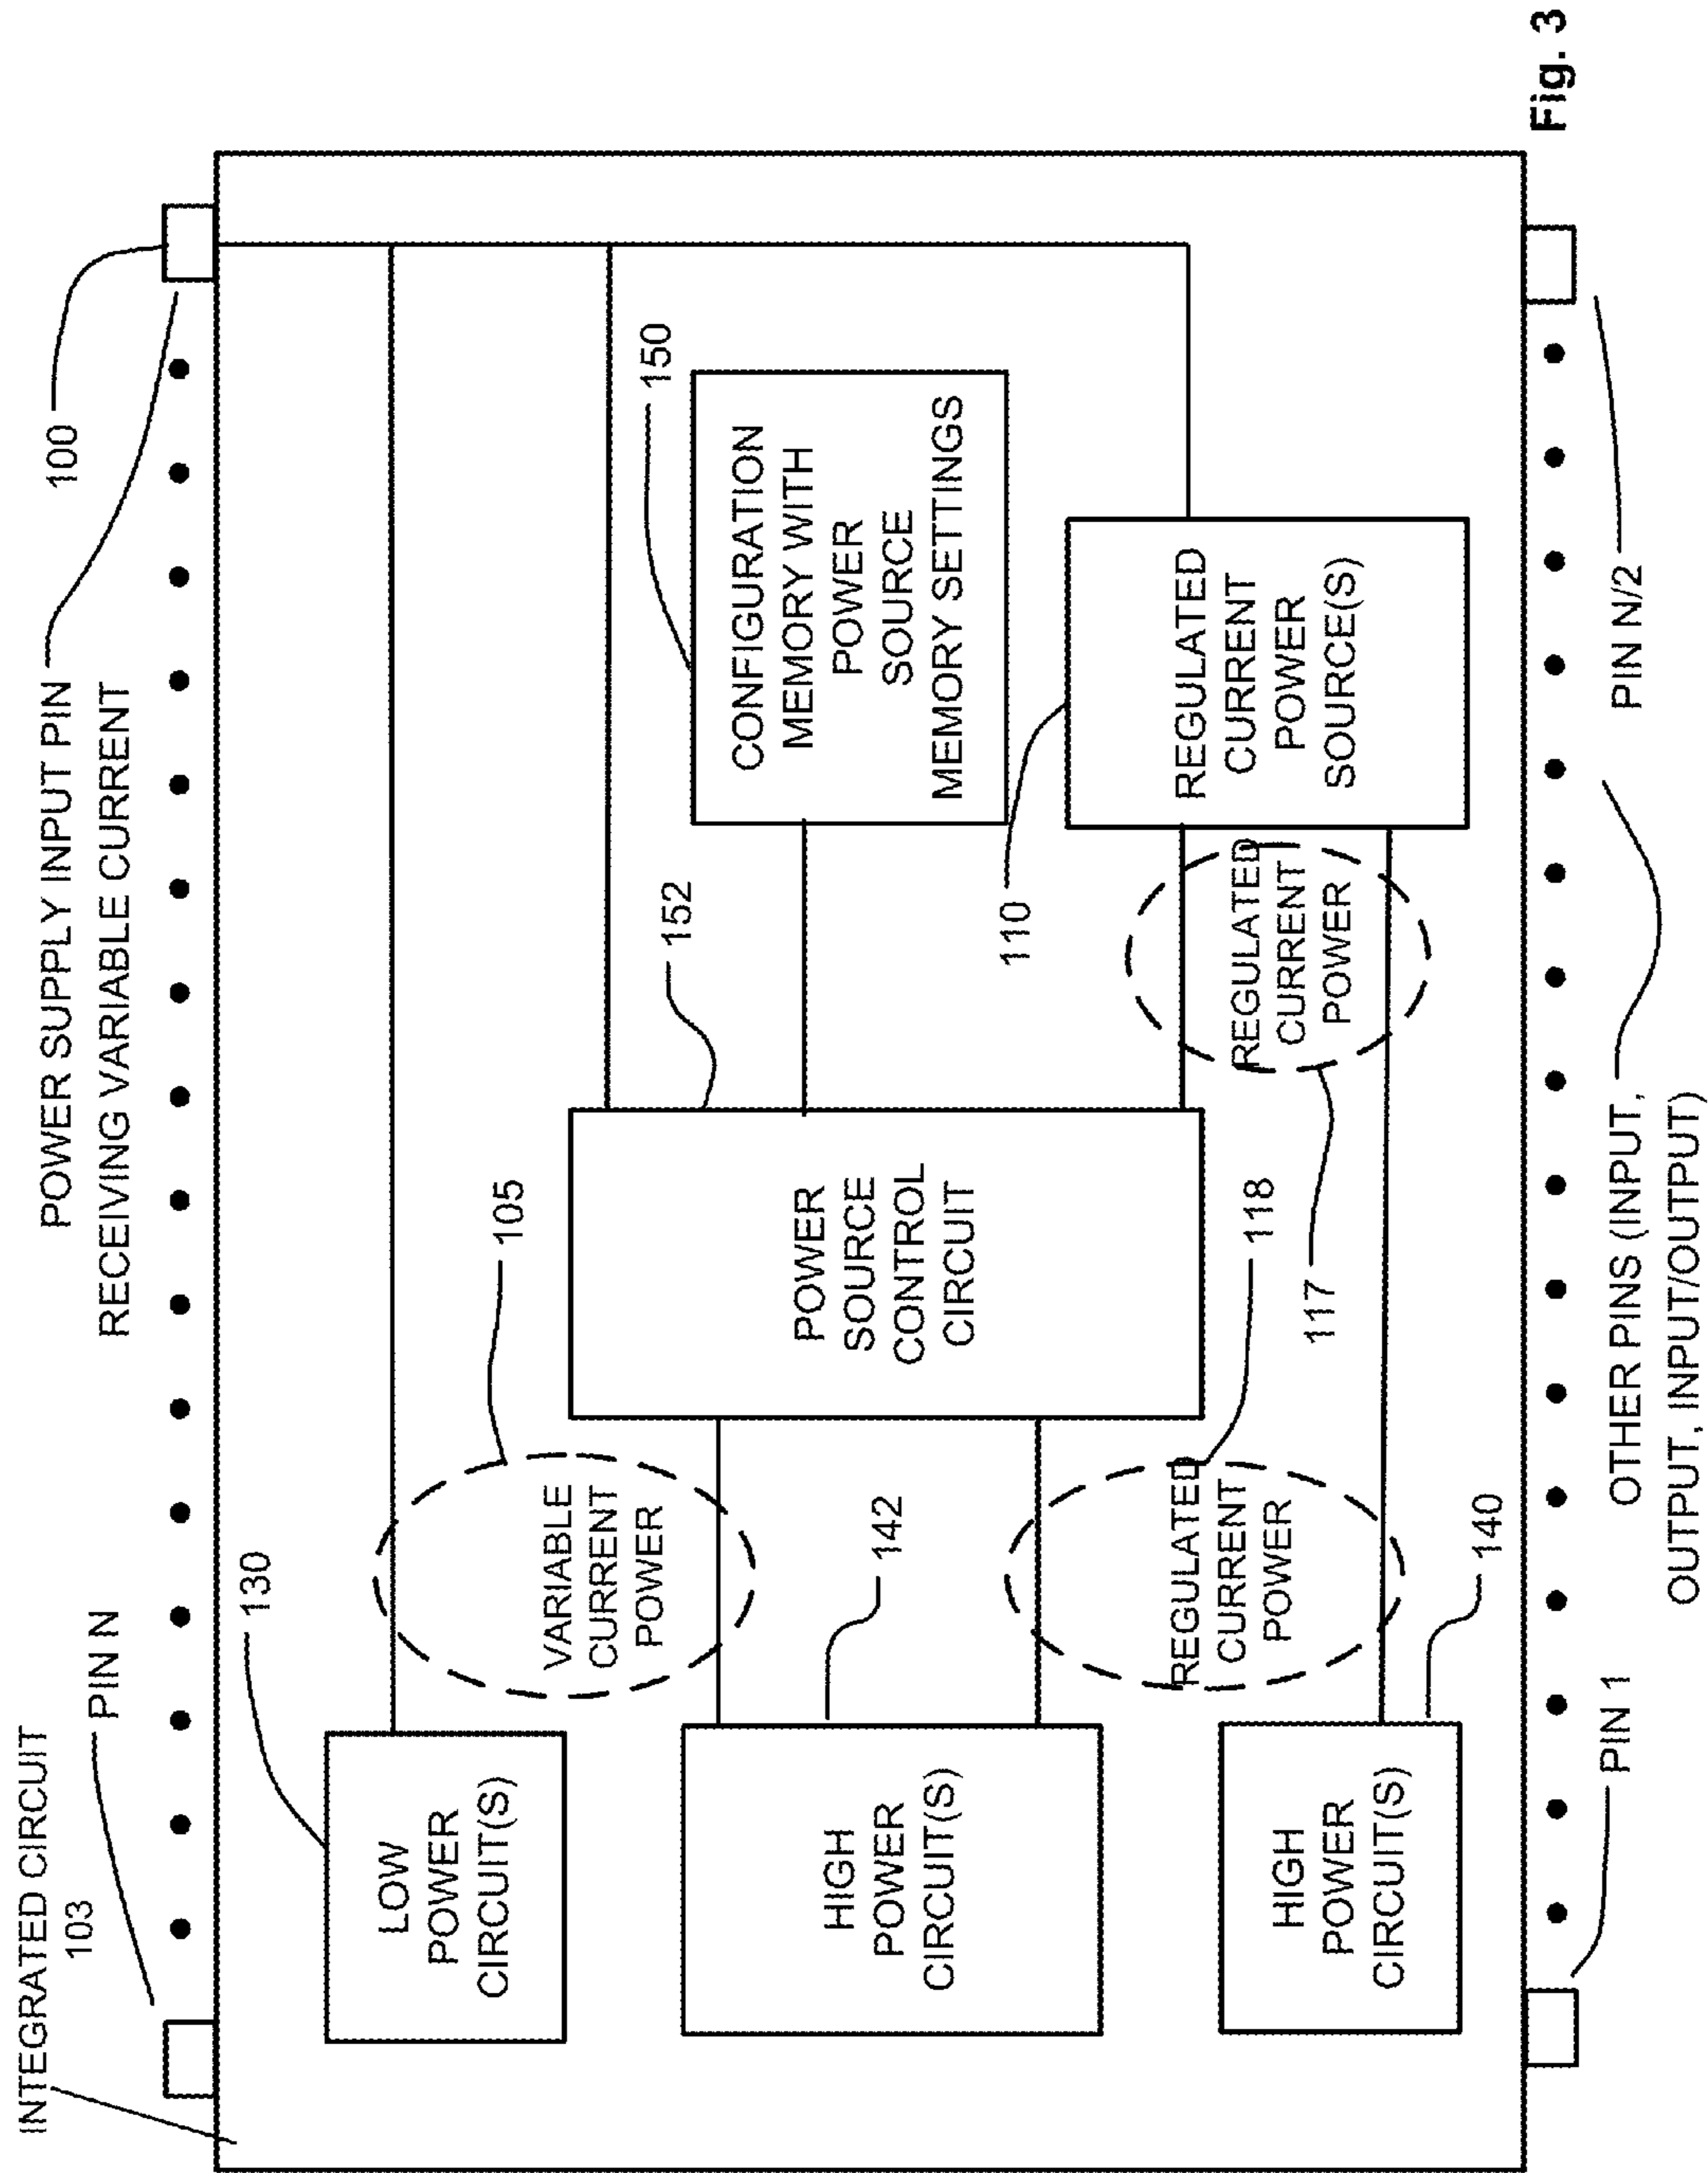 INTEGRATED CIRCUIT
103
PIN N
POWER SUPPLY INPUT PIN
RECEIVING VARIABLE CURRENT
100
130
LOW
POWER
CIRCUIT(S)
VARIABLE
CURRENT
POWER
105
HIGH
POWER
CIRCUIT(S)
142
POWER
SOURCE
CONTROL
CIRCUIT
152
CONFIGURATION
MEMORY WITH
POWER
SOURCE
MEMORY SETTINGS
150
HIGH
POWER
CIRCUIT(S)
140
REGULATED
CURRENT
POWER
118
REGULATED
CURRENT
POWER
117
REGULATED
CURRENT
POWER
SOURCE(S)
110
PIN 1
OTHER PINS (INPUT,
OUTPUT, INPUT/OUTPUT)
PIN N/2
Fig. 3